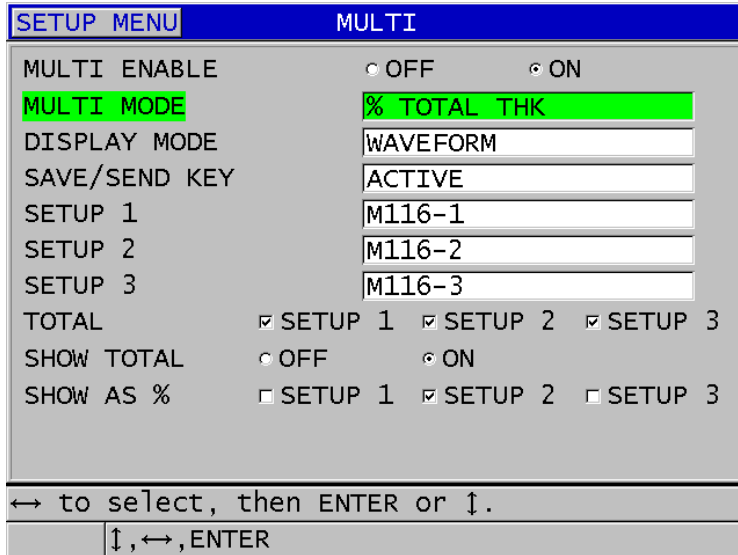 SETUP MENU MULTI
MULTI ENABLE OFF ON
MULTI MODE % TOTAL THK
DISPLAY MODE WAVEFORM
SAVE/SEND KEY ACTIVE
SETUP 1 M116-1
SETUP 2 M116-2
SETUP 3 M116-3
TOTAL SETUP 1 SETUP 2 SETUP 3
SHOW TOTAL OFF ON
SHOW AS % SETUP 1 SETUP 2 SETUP 3
↔ to select, then ENTER or ↕.
↕,↔,ENTER